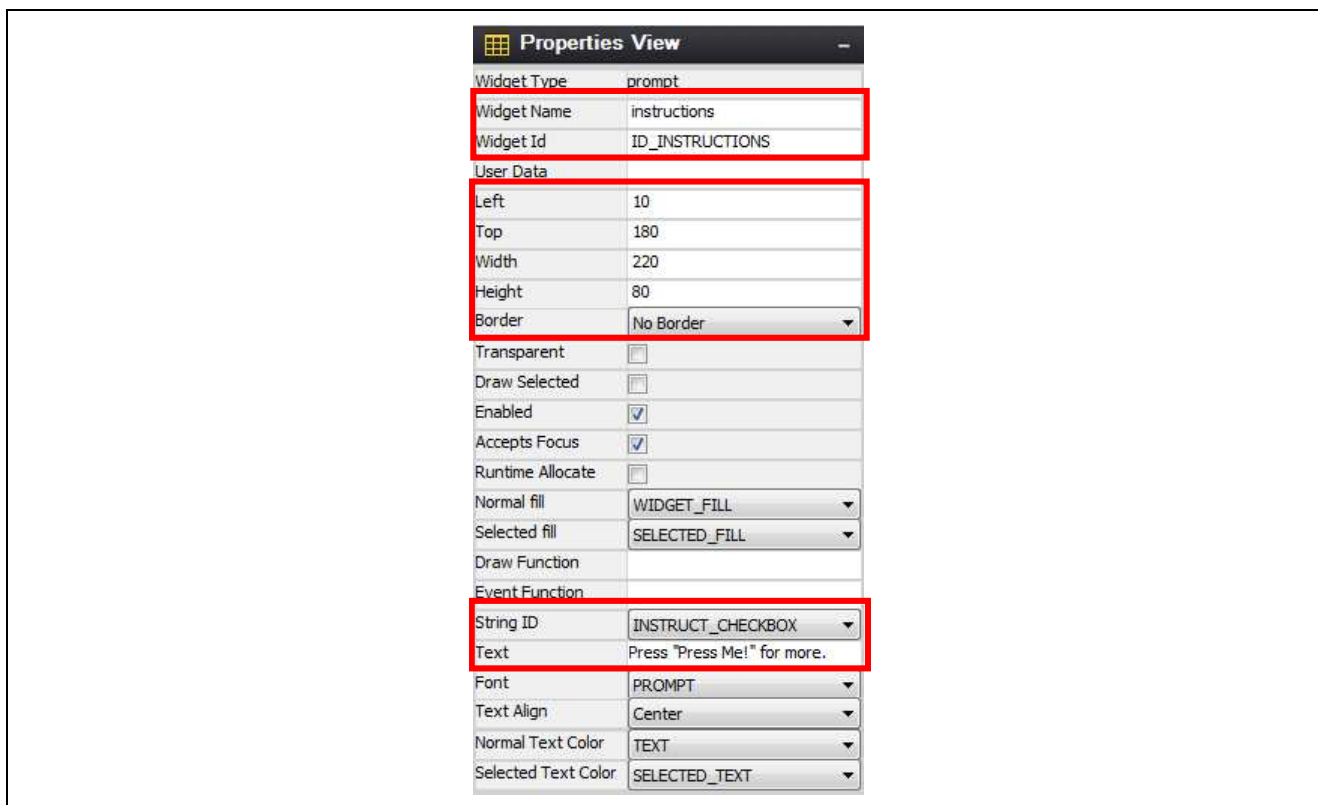 Properties View
Widget Type prompt
Widget Name instructions
Widget Id ID_INSTRUCTIONS
User Data
Left 10
Top 180
Width 220
Height 80
Border No Border
Transparent
Draw Selected
Enabled
Accepts Focus
Runtime Allocate
Normal fill WIDGET_FILL
Selected fill SELECTED_FILL
Draw Function
Event Function
String ID INSTRUCT_CHECKBOX
Text Press "Press Me!" for more.
Font PROMPT
Text Align Center
Normal Text Color TEXT
Selected Text Color SELECTED_TEXT